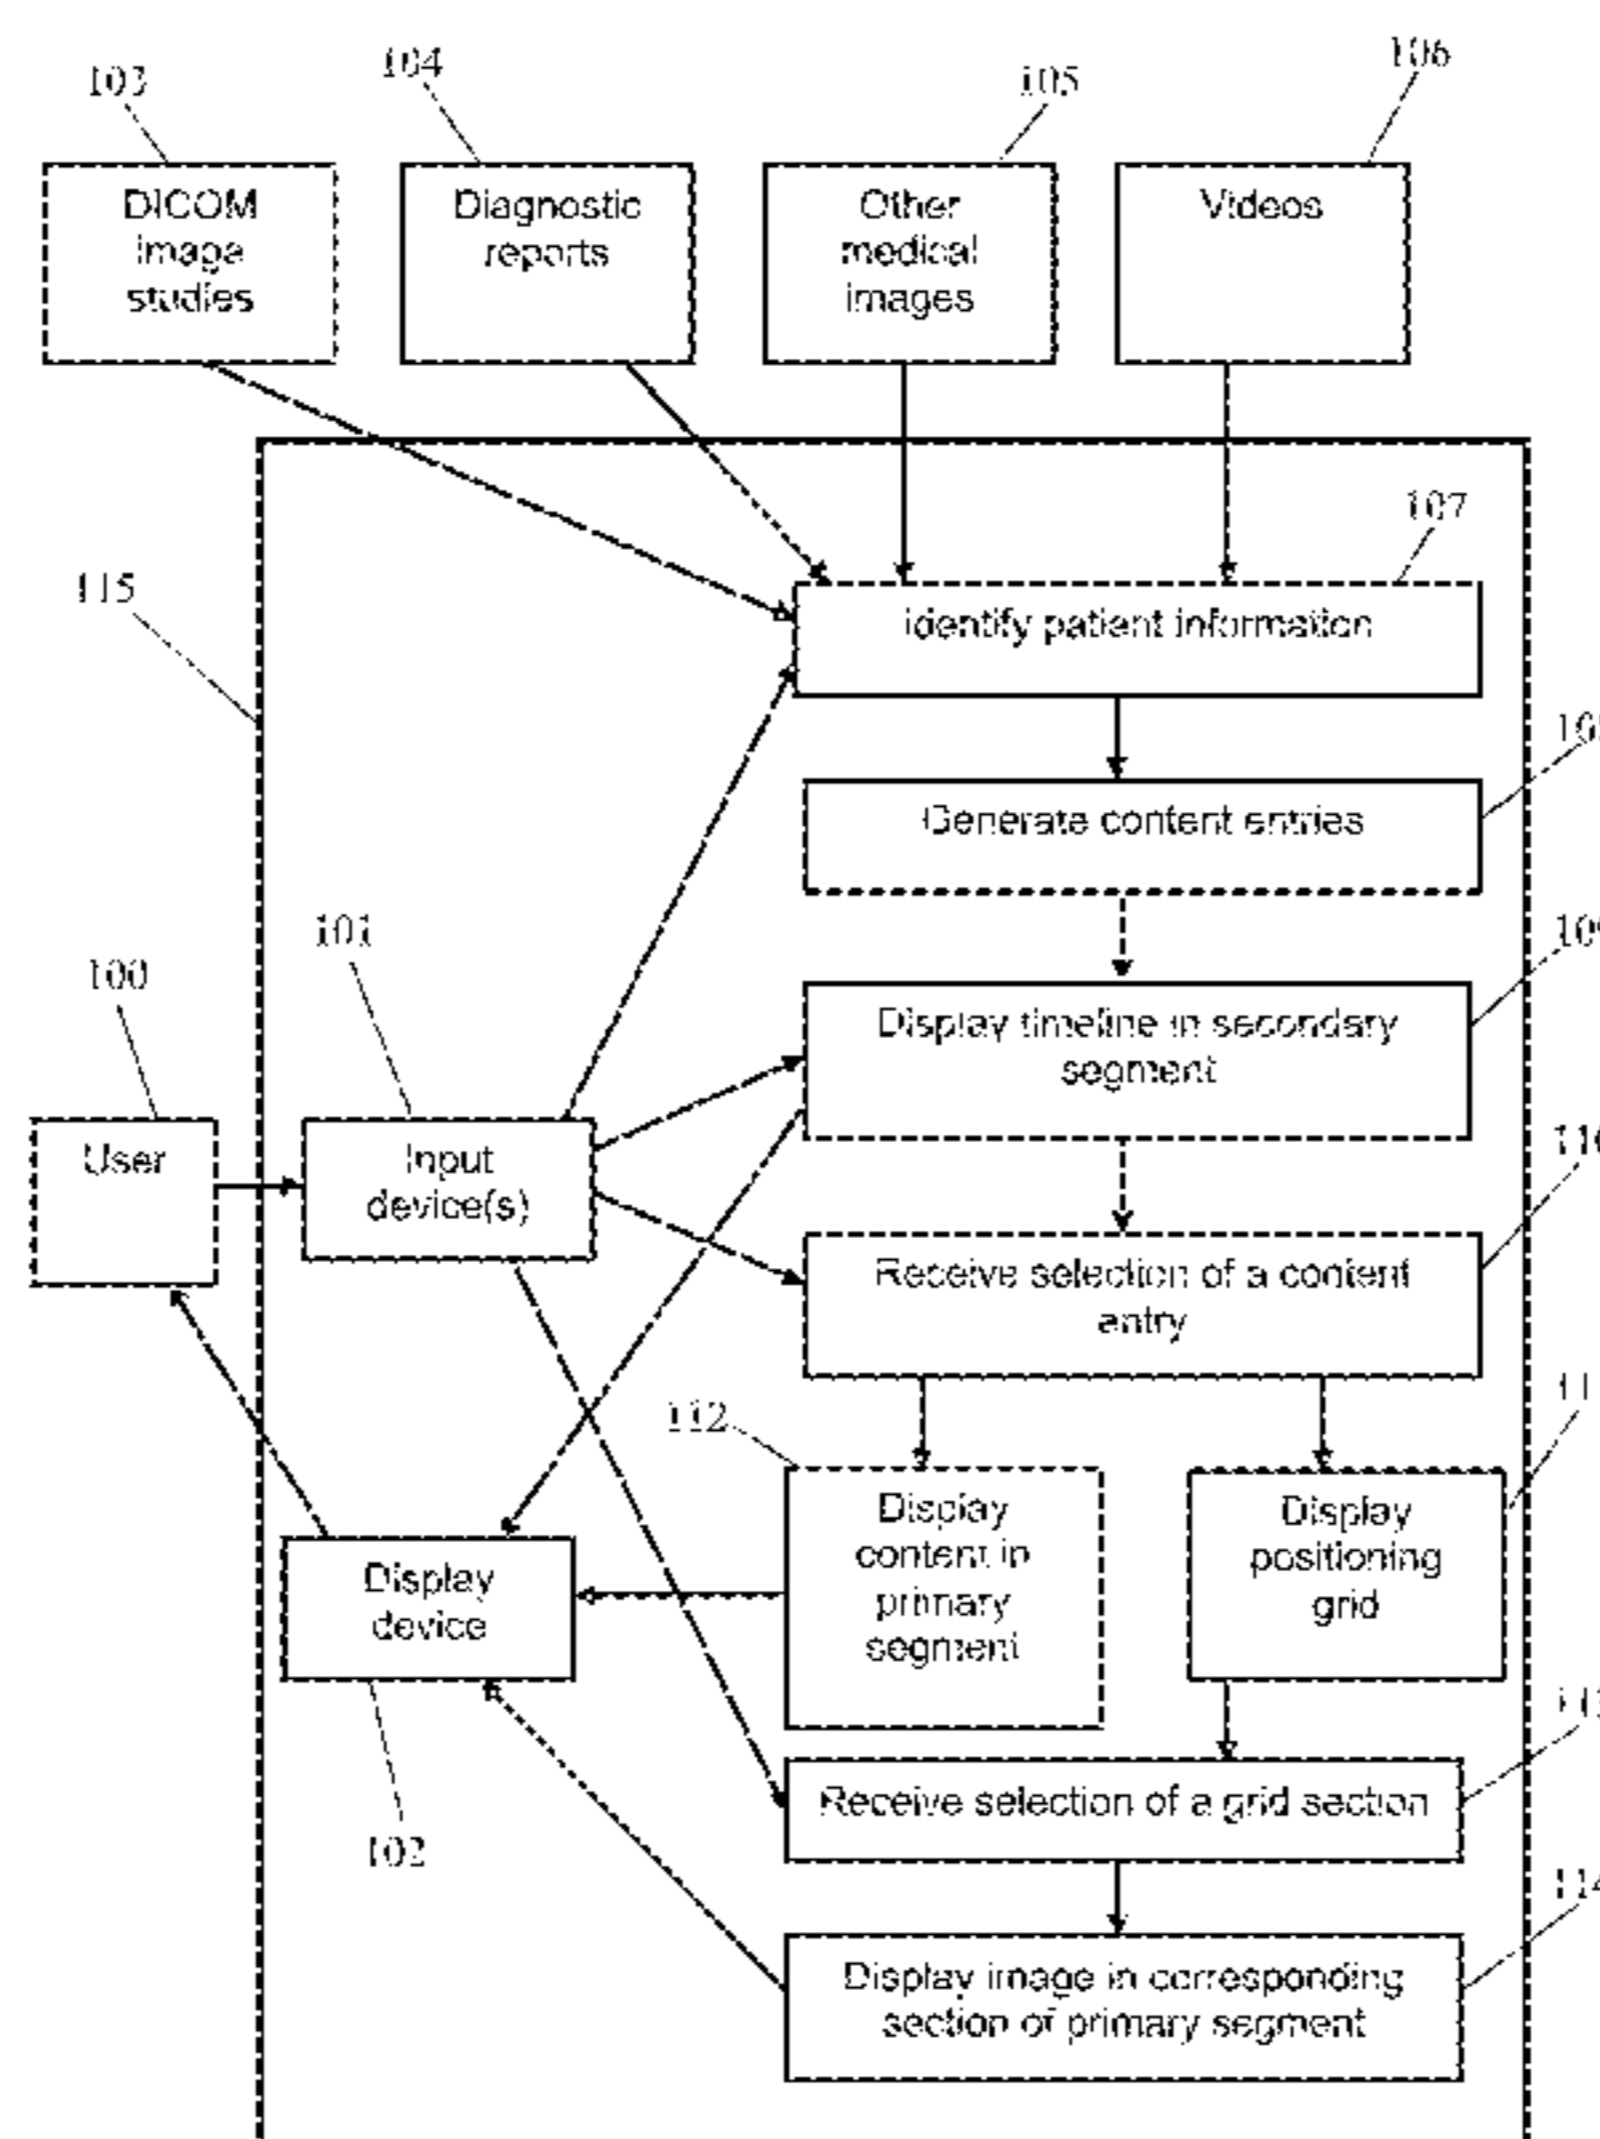 103
104
105
106
DICOM
image
studies
Diagnostic
reports
Other
medical
images
Videos
107
115
Identify patient information
Generate content entries
101
109
100
Display timeline in secondary
segment
110
User
Input
device(s)
Receive selection of a content
entry
112
Display
content in
primary
segment
Display
positioning
grid
Display
device
Receive selection of a grid section
102
114
Display image in corresponding
section of primary segment